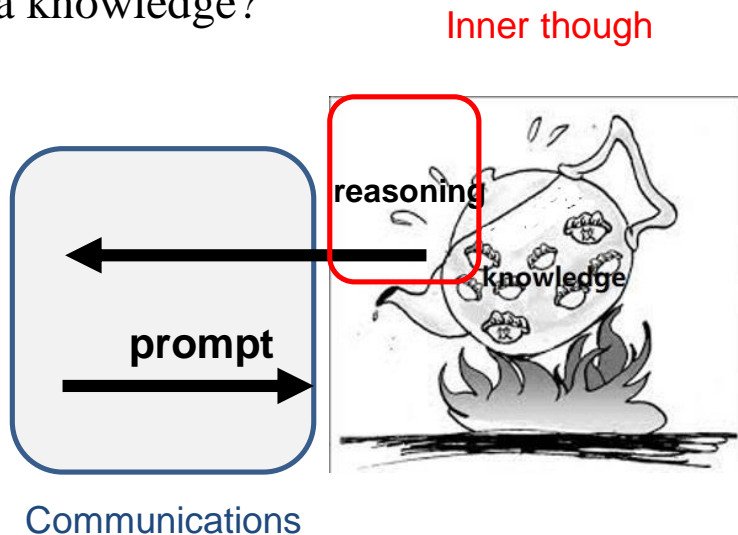 a knowledge?
Inner though
reasoning
knowledge
prompt
Communications